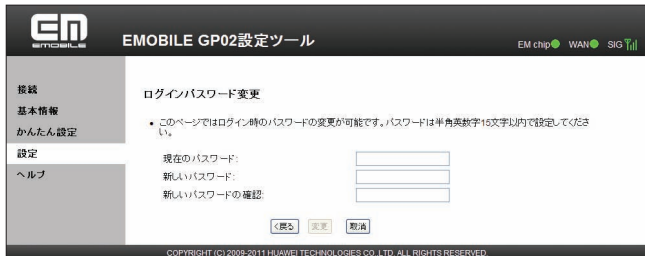 EM
EMOBILE
EMOBILE GP02設定ツール
EM chip WAN SIG
接続
基本情報
かんたん設定
設定
ヘルプ
ログインパスワード変更
• このページではログイン時のパスワードの変更が可能です。パスワードは半角英数字15文字以内で設定してくださ
い。
現在のパスワード:
新しいパスワード:
新しいパスワードの確認:
<戻る 変更 取消
COPYRIGHT (C) 2009-2011 HUAWEI TECHNOLOGIES CO.,LTD. ALL RIGHTS RESERVED.